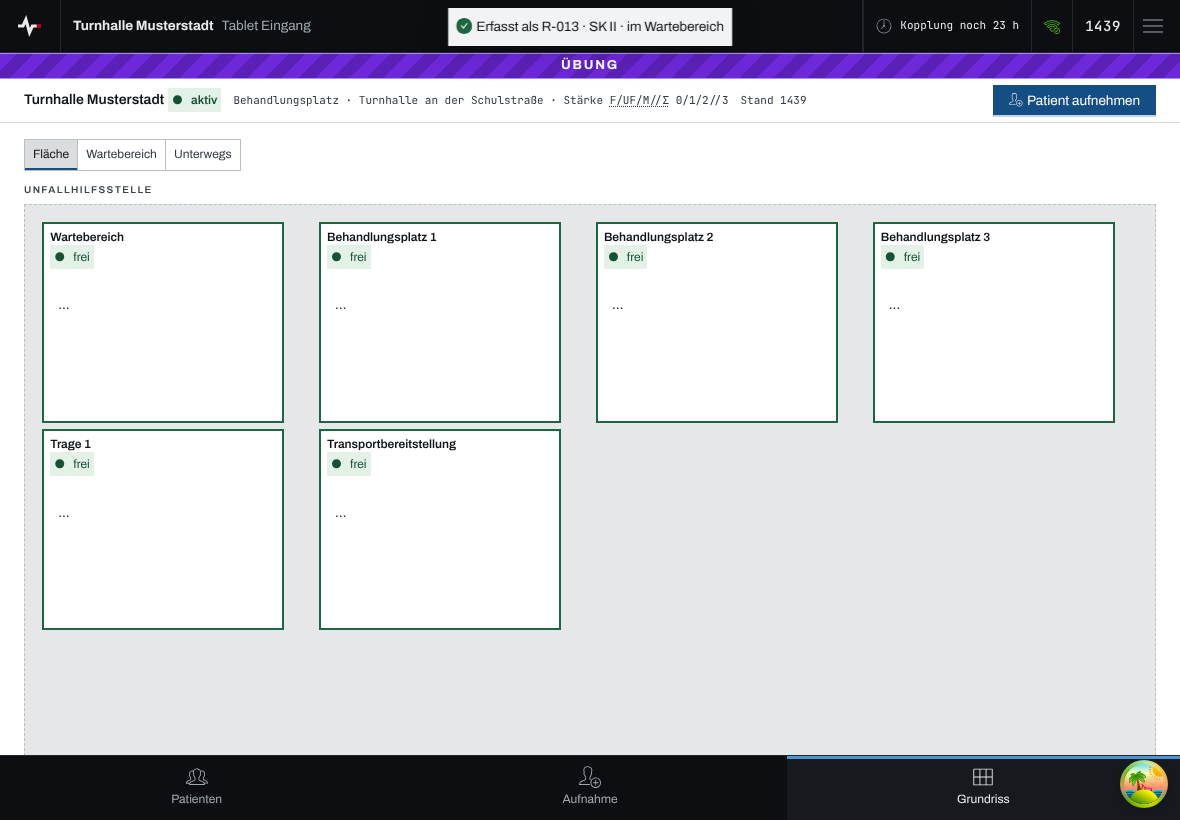 Turnhalle Musterstadt Tablet Eingang
Erfasst als R-013 · SK II · im Wartebereich
Kopplung noch 23 h
1439
ÜBUNG
Turnhalle Musterstadt aktiv Behandlungsplatz · Turnhalle an der Schulstraße · Stärke F/UF/M//Σ 0/1/2//3 Stand 1439
Patient aufnehmen
Fläche Wartebereich Unterwegs
UNFALLHILFSSTELLE
Wartebereich
frei
...
Behandlungsplatz 1
frei
...
Behandlungsplatz 2
frei
...
Behandlungsplatz 3
frei
...
Trage 1
frei
...
Transportbereitstellung
frei
...
Patienten
Aufnahme
Grundriss